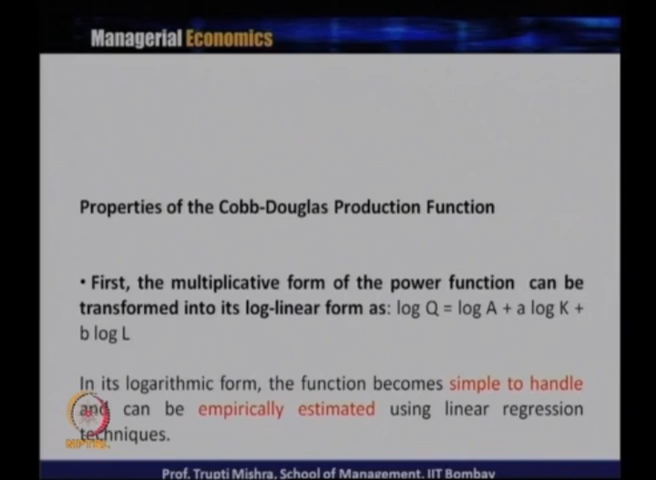 Managerial Economics
Properties of the Cobb-Douglas Production Function
• First, the multiplicative form of the power function can be
transformed into its log-linear form as: log Q = log A + a log K +
b log L
In its logarithmic form, the function becomes simple to handle
and can be empirically estimated using linear regression
techniques.
NPTEL
Prof. Trupti Mishra, School of Management, IIT Bombay